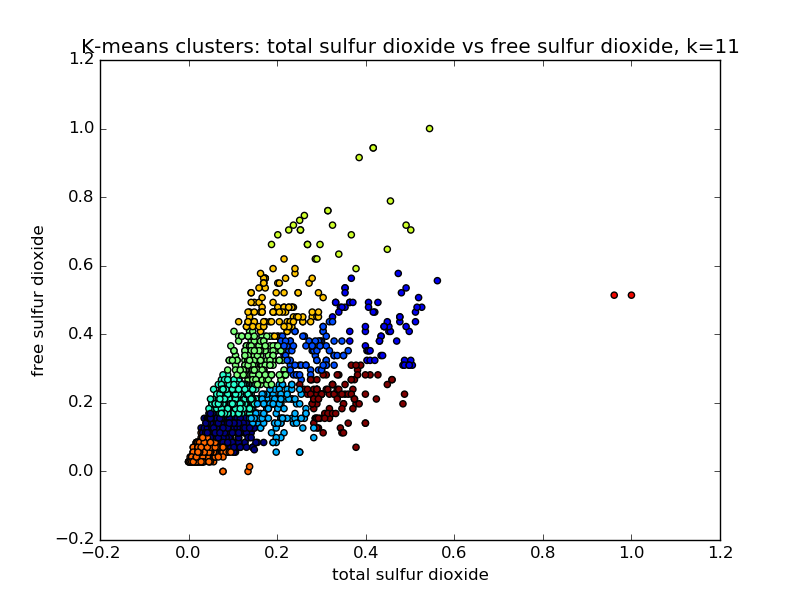 K-means clusters: total sulfur dioxide vs free sulfur dioxide, k=11
1.2
1.0
0.8
0.6
0.4
0.2
0.0
−0.2
free sulfur dioxide
−0.2 0.0 0.2 0.4 0.6 0.8 1.0 1.2
total sulfur dioxide